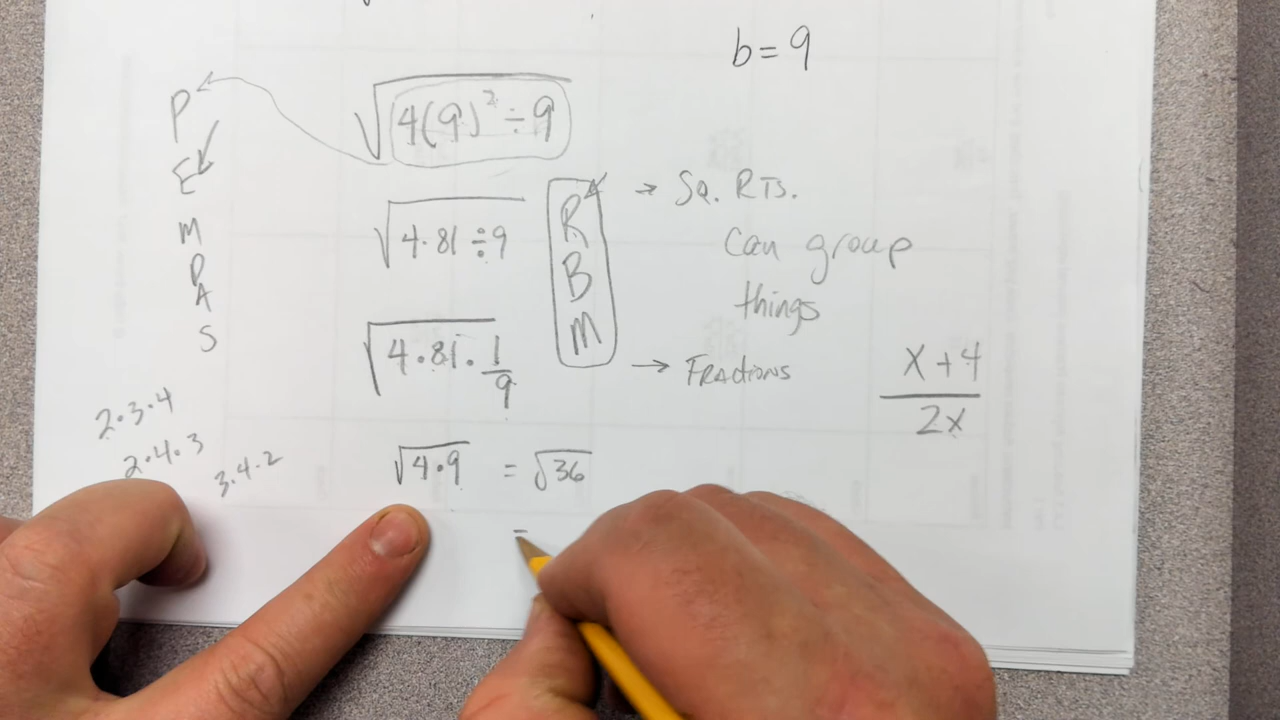 b=9
√4(9)²÷9
P
E
M
D
A
S
√4·81÷9
R
B
M
→ SQ. RTS.
Can group
things
√4·81·1/9
→ FRACTIONS
x+4
2x
2·3·4
2·4·3
3·4·2
√4·9 = √36
=